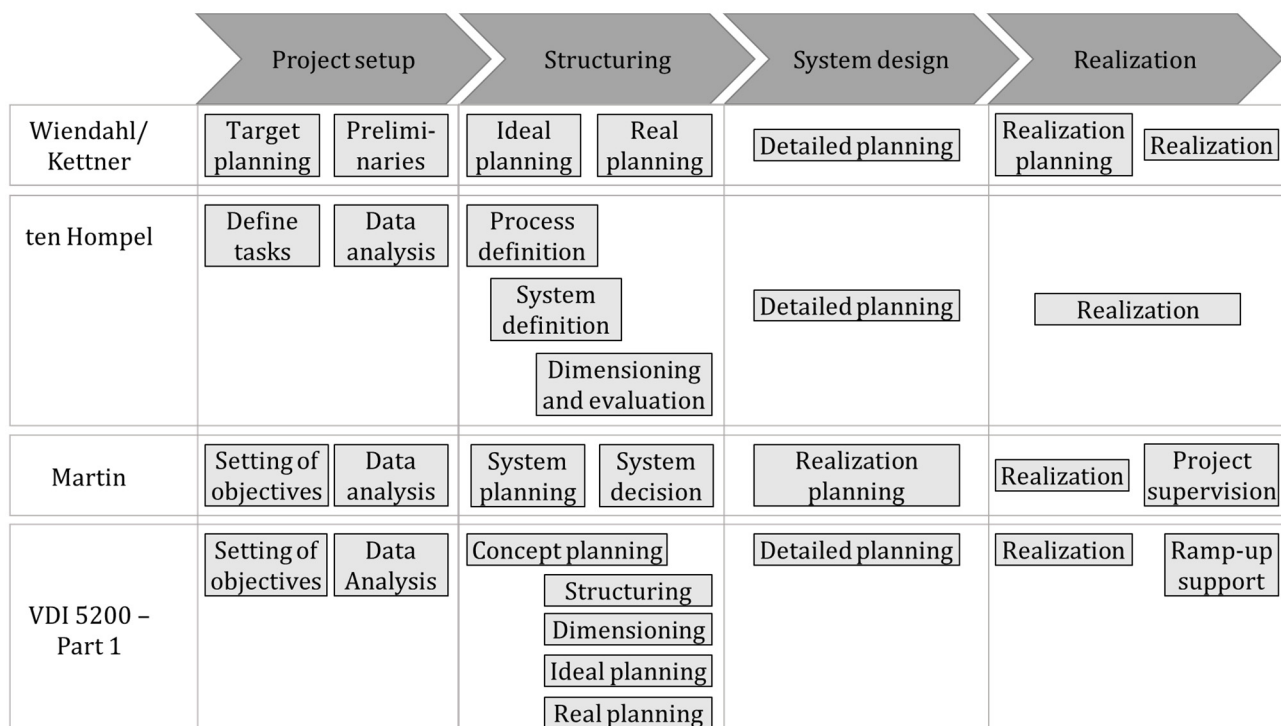 Project setup
Structuring
System design
Realization
Wiendahl/
Kettner
Target
planning
Prelimi-
naries
Ideal
planning
Real
planning
Detailed planning
Realization
planning
Realization
ten Hompel
Define
tasks
Data
analysis
Process
definition
System
definition
Dimensioning
and evaluation
Detailed planning
Realization
Martin
Setting of
objectives
Data
analysis
System
planning
System
decision
Realization
planning
Realization
Project
supervision
VDI 5200 –
Part 1
Setting of
objectives
Data
Analysis
Concept planning
Structuring
Dimensioning
Ideal planning
Real planning
Detailed planning
Realization
Ramp-up
support